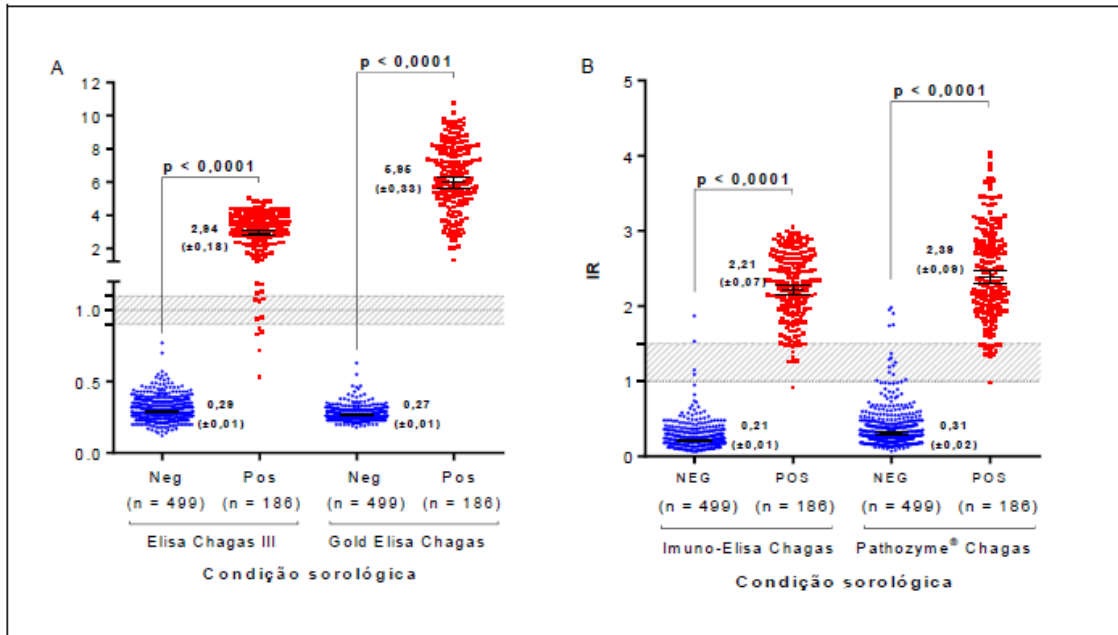 A
p < 0,0001
p < 0,0001
12
10
8
6
4
2
1.0
0.5
0.0
2,94
(±0,18)
5,95
(±0,33)
0,29
(±0,01)
0,27
(±0,01)
Neg Pos Neg Pos
(n = 499) (n = 186) (n = 499) (n = 186)
Elisa Chagas III Gold Elisa Chagas
Condição sorológica
B
IR
p < 0,0001
p < 0,0001
5
4
3
2
1
0
2,21
(±0,07)
2,39
(±0,09)
0,21
(±0,01)
0,31
(±0,02)
NEG POS NEG POS
(n = 499) (n = 186) (n = 499) (n = 186)
Imuno-Elisa Chagas Pathozyme® Chagas
Condição sorológica